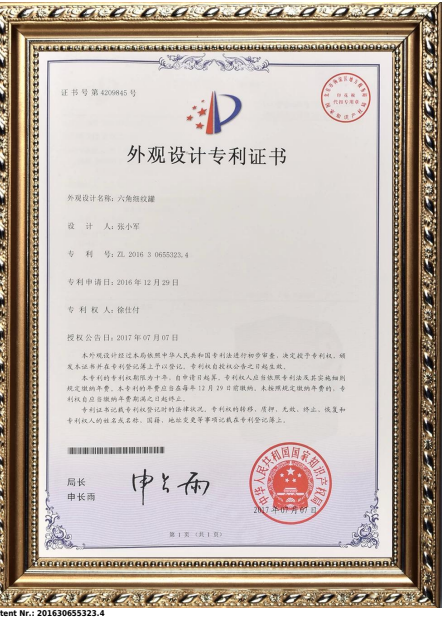 证书号第4209845号
外观设计专利证书
外观设计名称:六角细纹罐
设 计 人:张小军
专 利 号:ZL 2016 3 0655323.4
专利申请日:2016年12月29日
专 利 权 人:徐仕付
授权公告日:2017年07月07日
本外观设计经过本局依照中华人民共和国专利法进行初步审查,决定授予专利权,颁
发本证书并在专利登记簿上予以登记。专利权自授权公告之日起生效。
本专利的专利权期限为十年,自申请日起算。专利权人应当依照专利法及其实施细则
规定缴纳年费。本专利的年费应当在每年12月29日前缴纳。未按照规定缴纳年费的,专
利权自应当缴纳年费期满之日起终止。
专利证书记载专利权登记时的法律状况。专利权的转移、质押、无效、终止、恢复和
专利权人的姓名或名称、国籍、地址变更等事项记载在专利登记簿上。
局长
申长雨
申长雨
中华人民共和国国家知识产权局
2017年07月07日
第1页(共1页)
tent Nr.: 201630655323.4